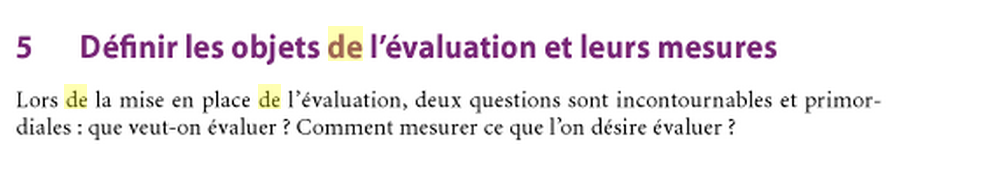 5 Définir les objets de l’évaluation et leurs mesures
Lors de la mise en place de l’évaluation, deux questions sont incontournables et primor-
diales : que veut-on évaluer ? Comment mesurer ce que l’on désire évaluer ?